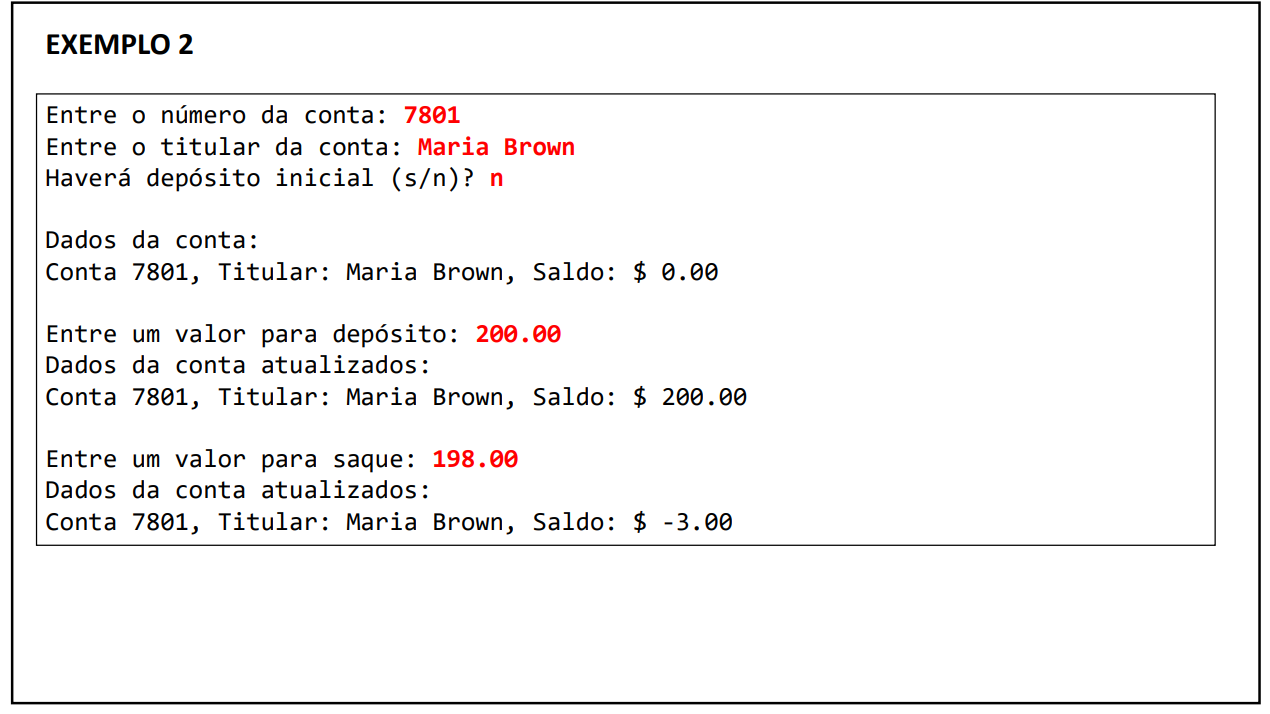 EXEMPLO 2
Entre o número da conta: 7801
Entre o titular da conta: Maria Brown
Haverá depósito inicial (s/n)? n
Dados da conta:
Conta 7801, Titular: Maria Brown, Saldo: $ 0.00
Entre um valor para depósito: 200.00
Dados da conta atualizados:
Conta 7801, Titular: Maria Brown, Saldo: $ 200.00
Entre um valor para saque: 198.00
Dados da conta atualizados:
Conta 7801, Titular: Maria Brown, Saldo: $ -3.00